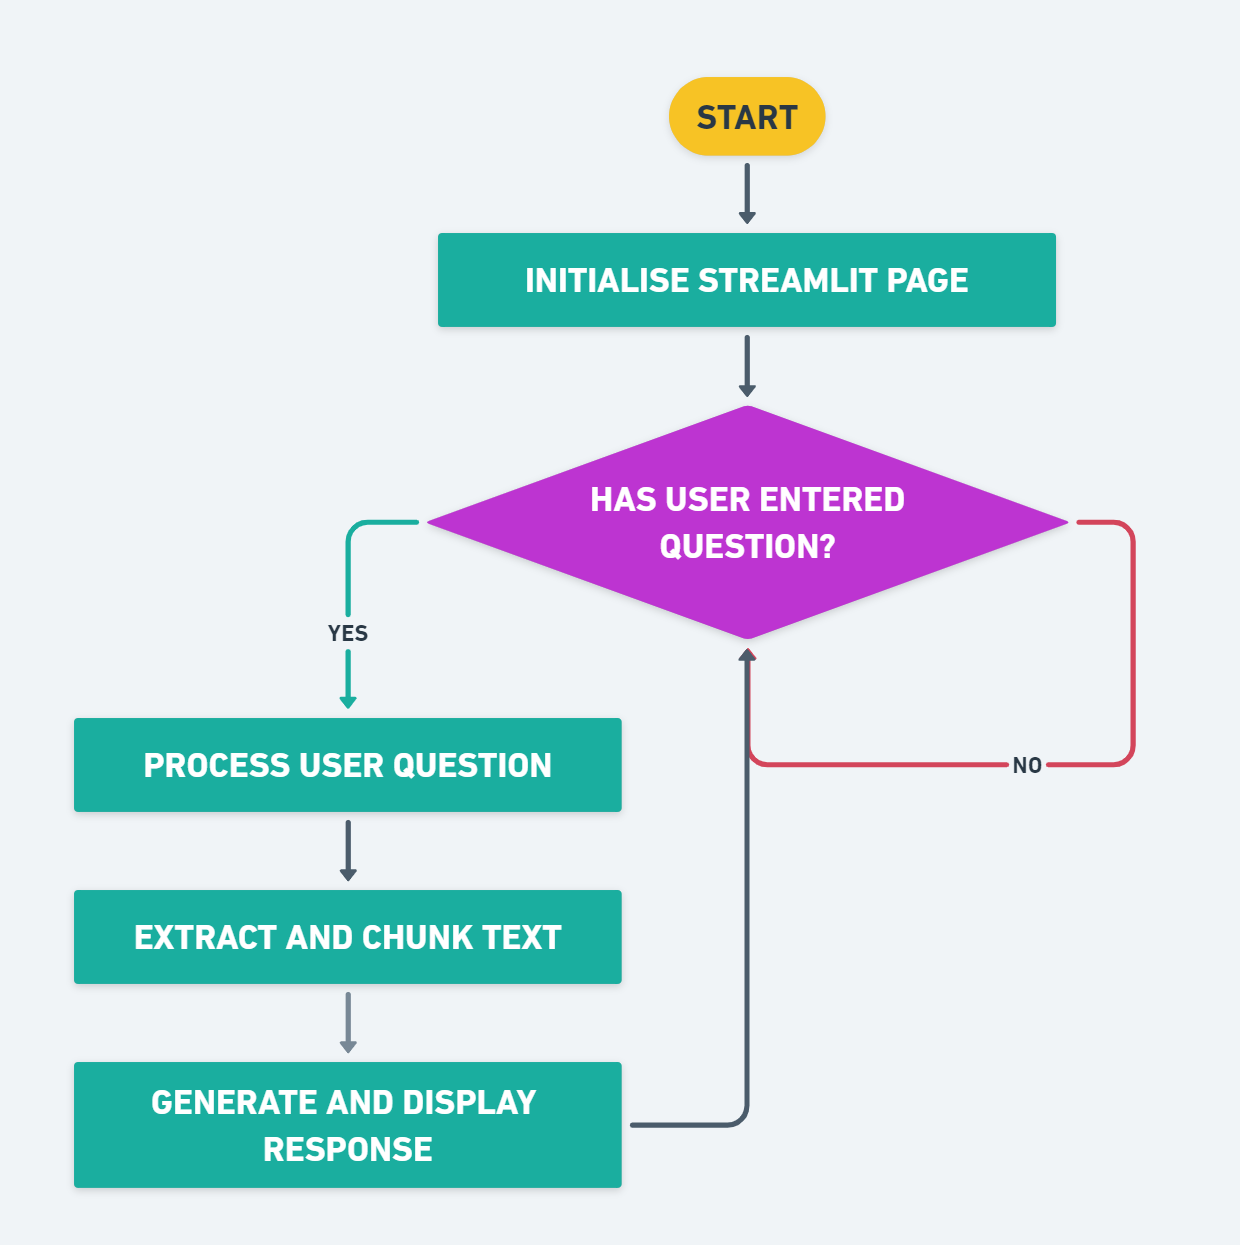 START
INITIALISE STREAMLIT PAGE
HAS USER ENTERED
QUESTION?
YES
PROCESS USER QUESTION
NO
EXTRACT AND CHUNK TEXT
GENERATE AND DISPLAY
RESPONSE